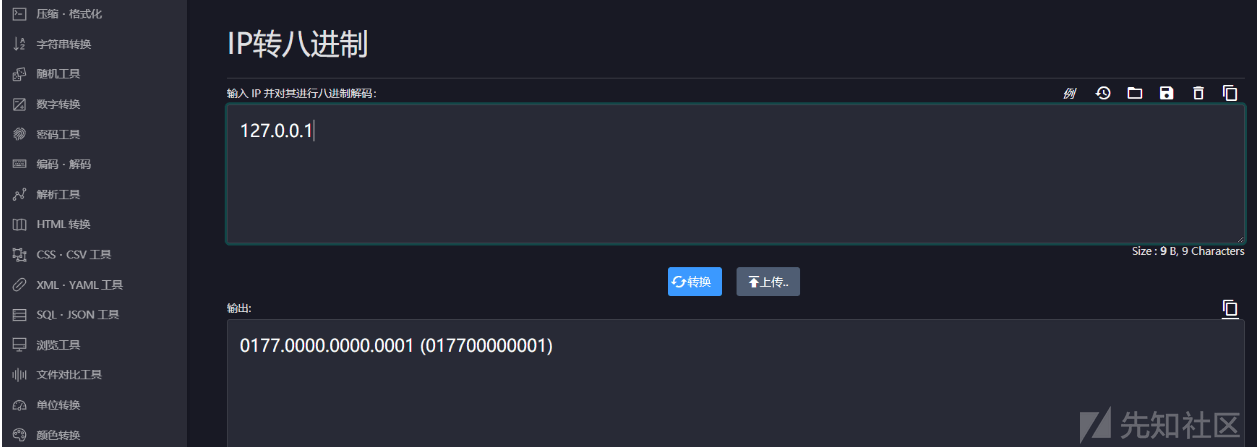 压缩 · 格式化
字符串转换
随机工具
数字转换
密码工具
编码 · 解码
解析工具
HTML 转换
CSS · CSV 工具
XML · YAML 工具
SQL · JSON 工具
浏览工具
文件对比工具
单位转换
颜色转换
IP转八进制
输入 IP 并对其进行八进制解码:
例
127.0.0.1
Size : 9 B, 9 Characters
转换
上传..
输出:
0177.0000.0000.0001 (017700000001)
先知社区